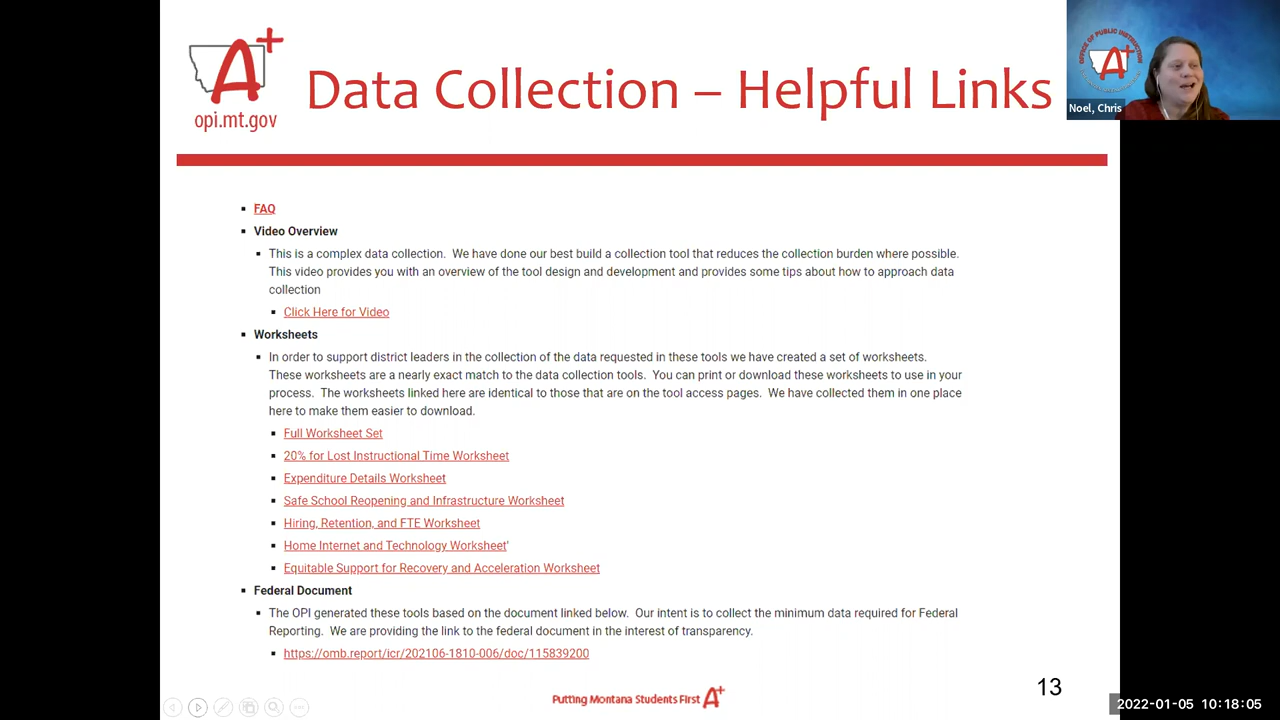 A+
opi.mt.gov
Data Collection – Helpful Links
OFFICE OF PUBLIC INSTRUCTION
A+
Noel, Chris
FAQ
Video Overview
This is a complex data collection. We have done our best build a collection tool that reduces the collection burden where possible.
This video provides you with an overview of the tool design and development and provides some tips about how to approach data
collection
Click Here for Video
Worksheets
In order to support district leaders in the collection of the data requested in these tools we have created a set of worksheets.
These worksheets are a nearly exact match to the data collection tools. You can print or download these worksheets to use in your
process. The worksheets linked here are identical to those that are on the tool access pages. We have collected them in one place
here to make them easier to download.
Full Worksheet Set
20% for Lost Instructional Time Worksheet
Expenditure Details Worksheet
Safe School Reopening and Infrastructure Worksheet
Hiring, Retention, and FTE Worksheet
Home Internet and Technology Worksheet'
Equitable Support for Recovery and Acceleration Worksheet
Federal Document
The OPI generated these tools based on the document linked below. Our intent is to collect the minimum data required for Federal
Reporting. We are providing the link to the federal document in the interest of transparency.
https://omb.report/icr/202106-1810-006/doc/115839200
Putting Montana Students First A+
13
2022-01-05 10:18:05